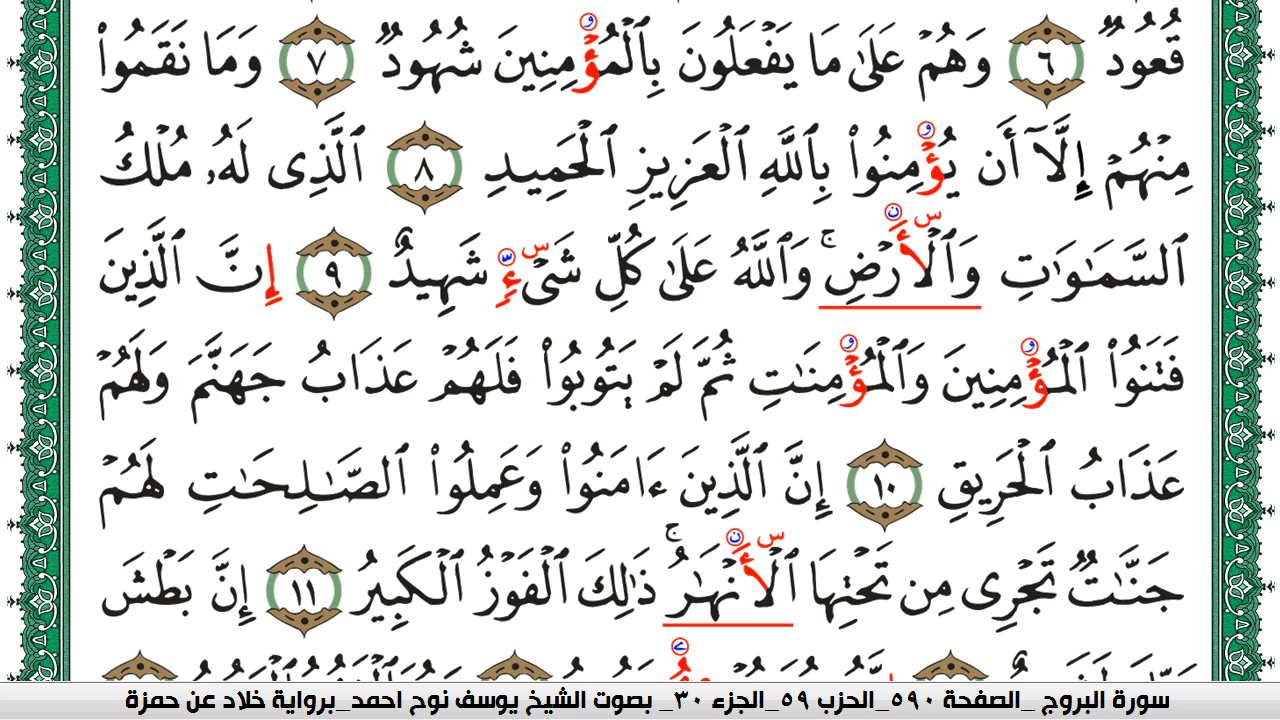 قُعُودٌ ٦ وَهُمْ عَلَىٰ مَا يَفْعَلُونَ بِٱلْمُؤْمِنِينَ شُهُودٌ ٧ وَمَا نَقَمُوا۟
مِنْهُمْ إِلَّآ أَن يُؤْمِنُوا۟ بِٱللَّهِ ٱلْعَزِيزِ ٱلْحَمِيدِ ٨ ٱلَّذِى لَهُۥ مُلْكُ
ٱلسَّمَٰوَٰتِ وَٱلْأَرْضِ ۚ وَٱللَّهُ عَلَىٰ كُلِّ شَىْءٍ شَهِيدٌ ٩ إِنَّ ٱلَّذِينَ
فَتَنُوا۟ ٱلْمُؤْمِنِينَ وَٱلْمُؤْمِنَٰتِ ثُمَّ لَمْ يَتُوبُوا۟ فَلَهُمْ عَذَابُ جَهَنَّمَ وَلَهُمْ
عَذَابُ ٱلْحَرِيقِ ١٠ إِنَّ ٱلَّذِينَ ءَامَنُوا۟ وَعَمِلُوا۟ ٱلصَّٰلِحَٰتِ لَهُمْ
جَنَّٰتٌ تَجْرِى مِن تَحْتِهَا ٱلْأَنْهَٰرُ ۚ ذَٰلِكَ ٱلْفَوْزُ ٱلْكَبِيرُ ١١ إِنَّ بَطْشَ
سورة البروج _الصفحة ٥٩٠_الحزب ٥٩_الجزء ٣٠_ بصوت الشيخ يوسف نوح احمد_برواية خلاد عن حمزة